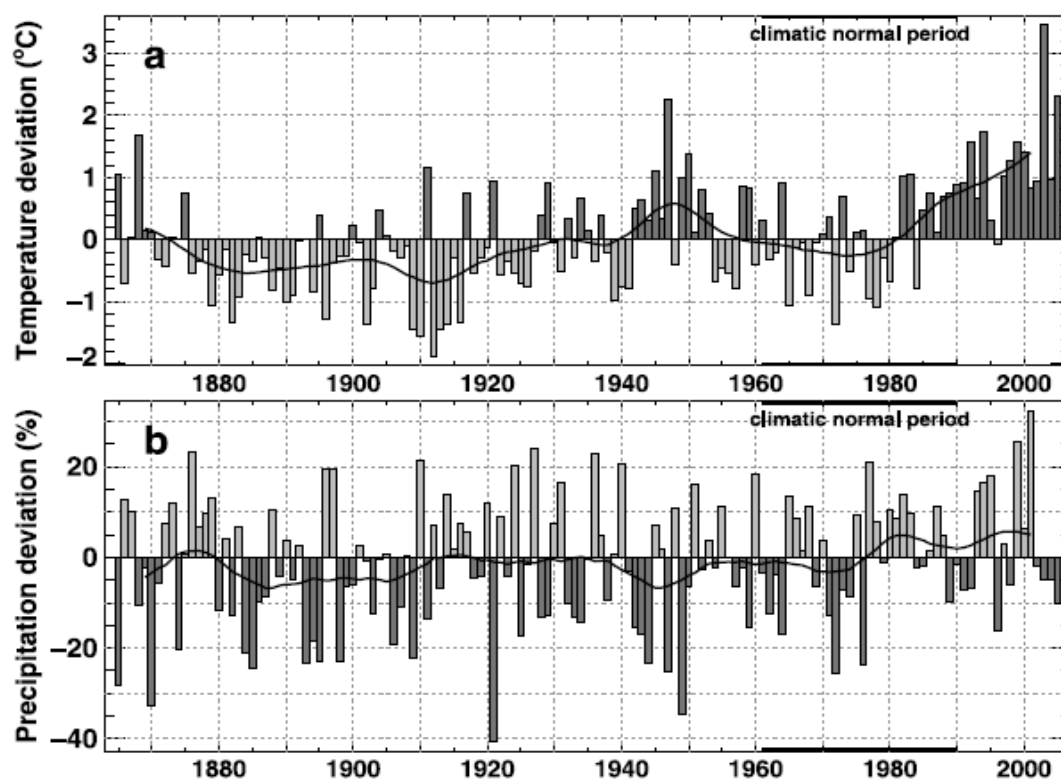 Temperature deviation (°C)
a
climatic normal period
3
2
1
0
−1
−2
1880 1900 1920 1940 1960 1980 2000
Precipitation deviation (%)
b
climatic normal period
20
0
−20
−40
1880 1900 1920 1940 1960 1980 2000